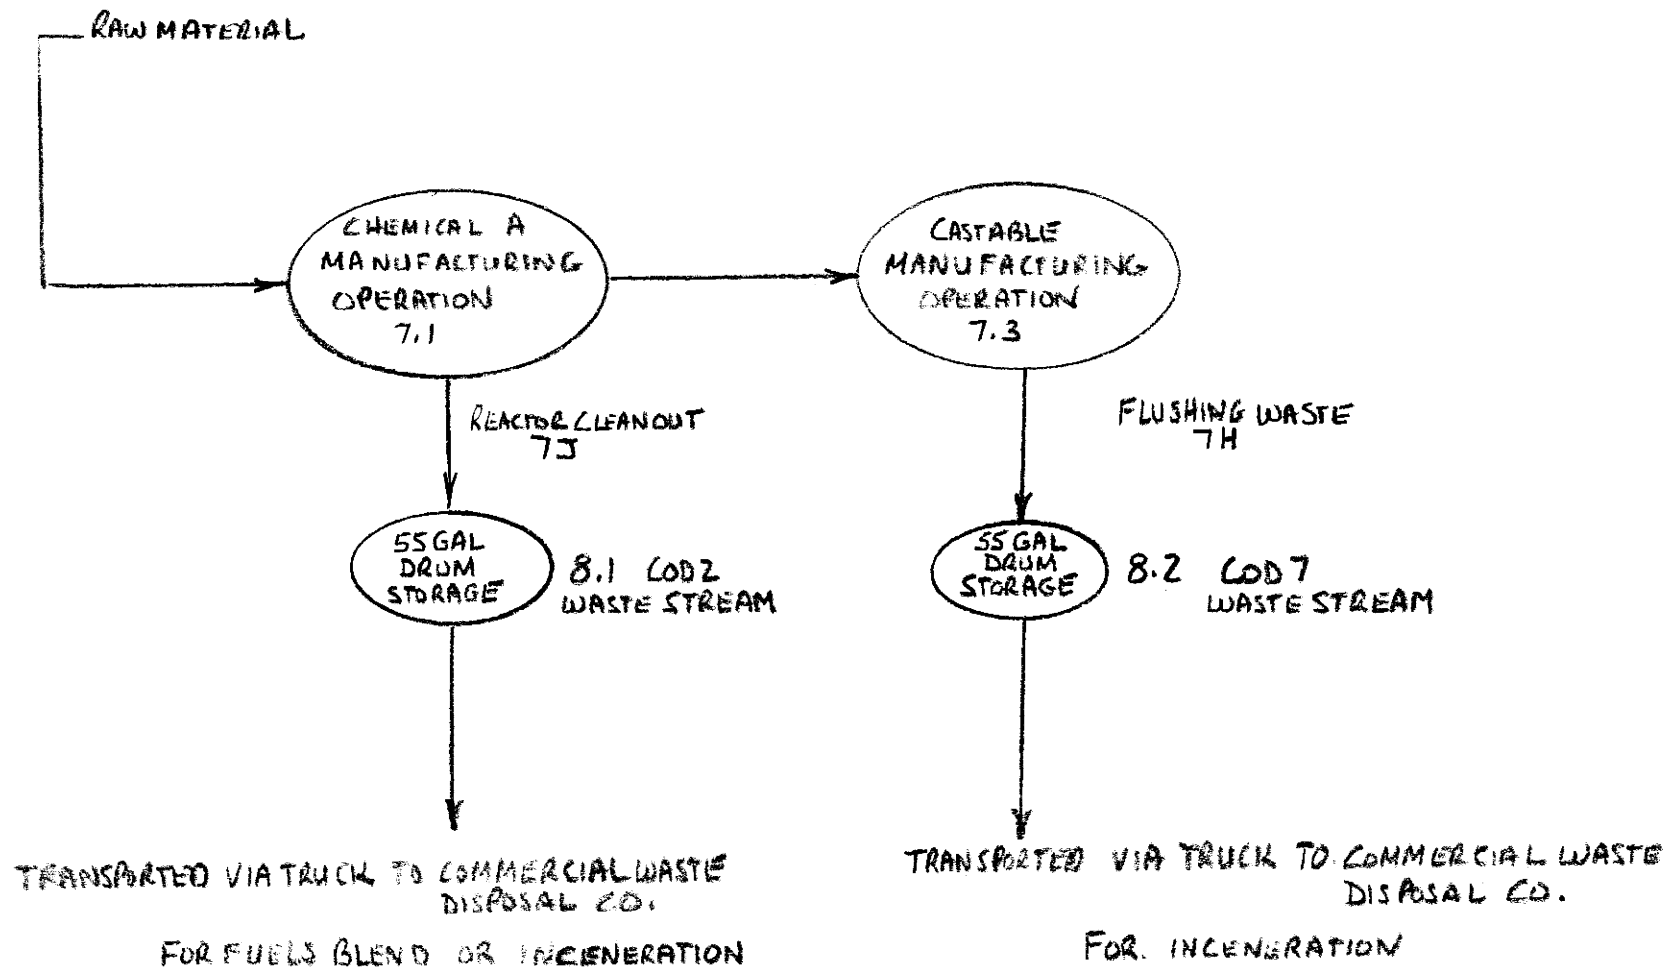 RAW MATERIAL
CHEMICAL A
MANUFACTURING
OPERATION
7.1
CASTABLE
MANUFACTURING
OPERATION
7.3
REACTOR CLEANOUT
7J
FLUSHING WASTE
7H
55 GAL
DRUM
STORAGE
8.1 COD2
WASTE STREAM
55 GAL
DRUM
STORAGE
8.2 COD7
WASTE STREAM
TRANSPORTED VIA TRUCK TO COMMERCIAL WASTE
DISPOSAL CO.
FOR FUELS BLEND OR INCENERATION
TRANSPORTED VIA TRUCK TO COMMERCIAL WASTE
DISPOSAL CO.
FOR. INCENERATION